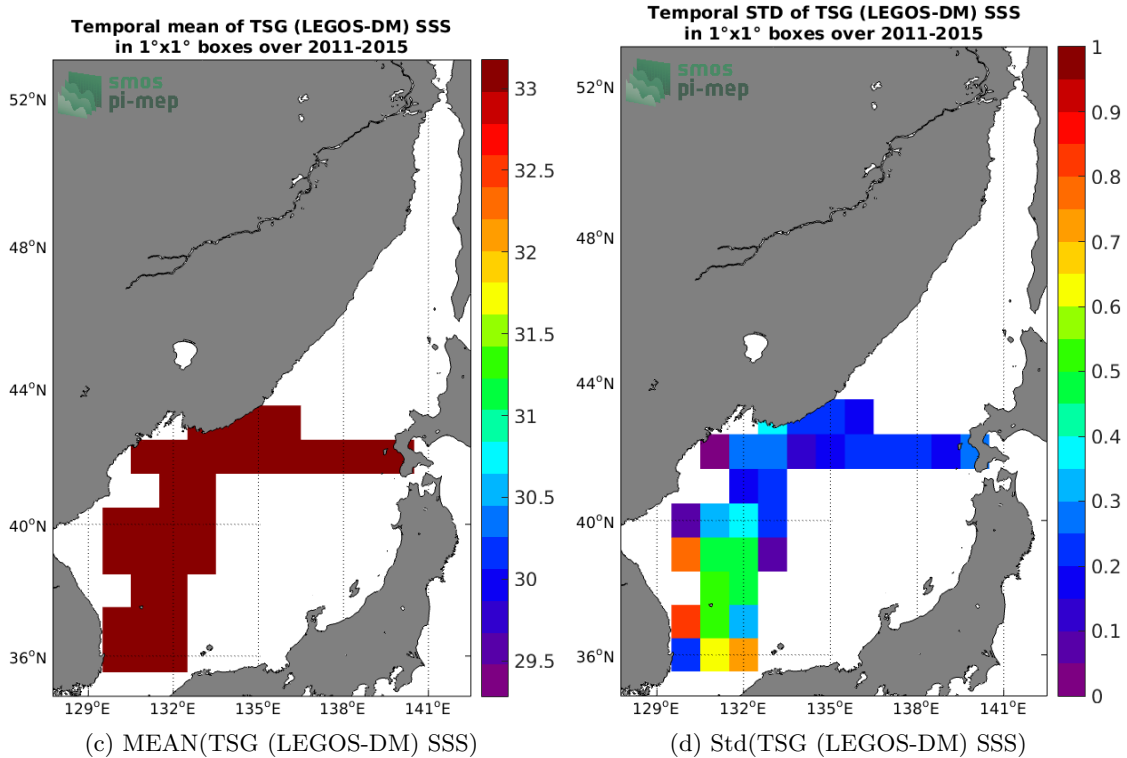 Temporal mean of TSG (LEGOS-DM) SSS
in 1°x1° boxes over 2011-2015
smos
pi-mep
52°N
48°N
44°N
40°N
36°N
129°E
132°E
135°E
138°E
141°E
33
32.5
32
31.5
31
30.5
30
29.5
(c) MEAN(TSG (LEGOS-DM) SSS)
Temporal STD of TSG (LEGOS-DM) SSS
in 1°x1° boxes over 2011-2015
smos
pi-mep
52°N
48°N
44°N
40°N
36°N
129°E
132°E
135°E
138°E
141°E
1
0.9
0.8
0.7
0.6
0.5
0.4
0.3
0.2
0.1
0
(d) Std(TSG (LEGOS-DM) SSS)